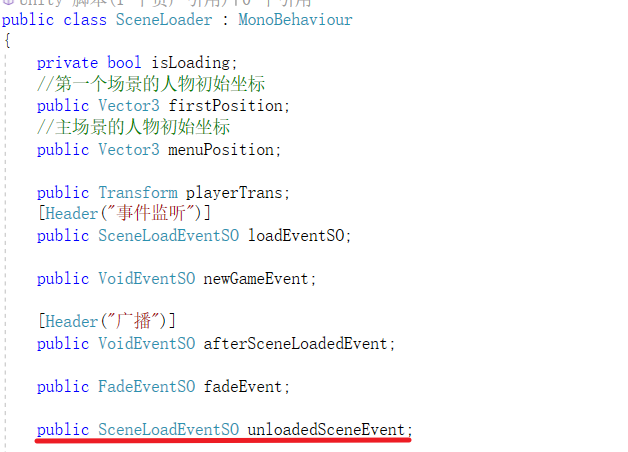 Unity 脚本(1 个资产引用)|0 个引用
public class SceneLoader : MonoBehaviour
{
private bool isLoading;
//第一个场景的人物初始坐标
public Vector3 firstPosition;
//主场景的人物初始坐标
public Vector3 menuPosition;
public Transform playerTrans;
[Header("事件监听")]
public SceneLoadEventSO loadEventSO;
public VoidEventSO newGameEvent;
[Header("广播")]
public VoidEventSO afterSceneLoadedEvent;
public FadeEventSO fadeEvent;
public SceneLoadEventSO unloadedSceneEvent;